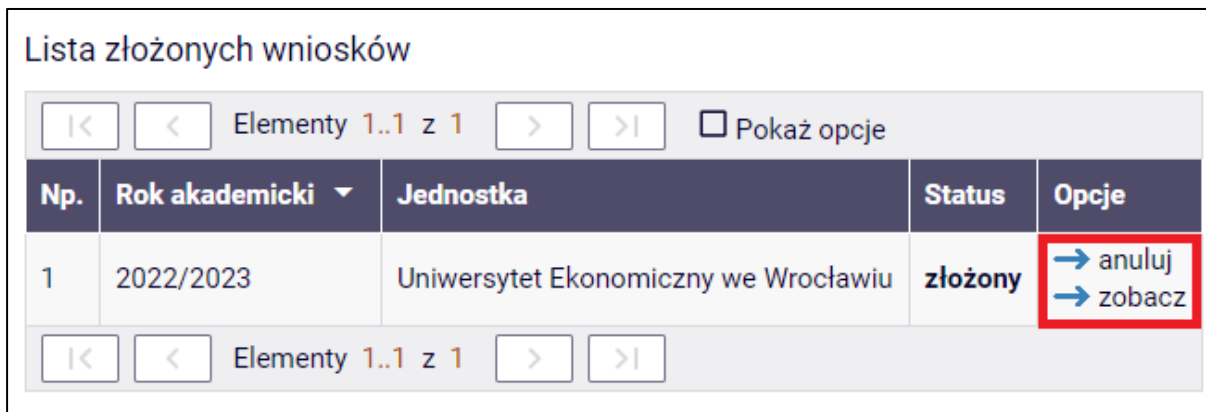 Lista złożonych wniosków
|< < Elementy 1..1 z 1 > >| Pokaż opcje
Np. Rok akademicki Jednostka Status Opcje
1 2022/2023 Uniwersytet Ekonomiczny we Wrocławiu złożony → anuluj
→ zobacz
|< < Elementy 1..1 z 1 > >|